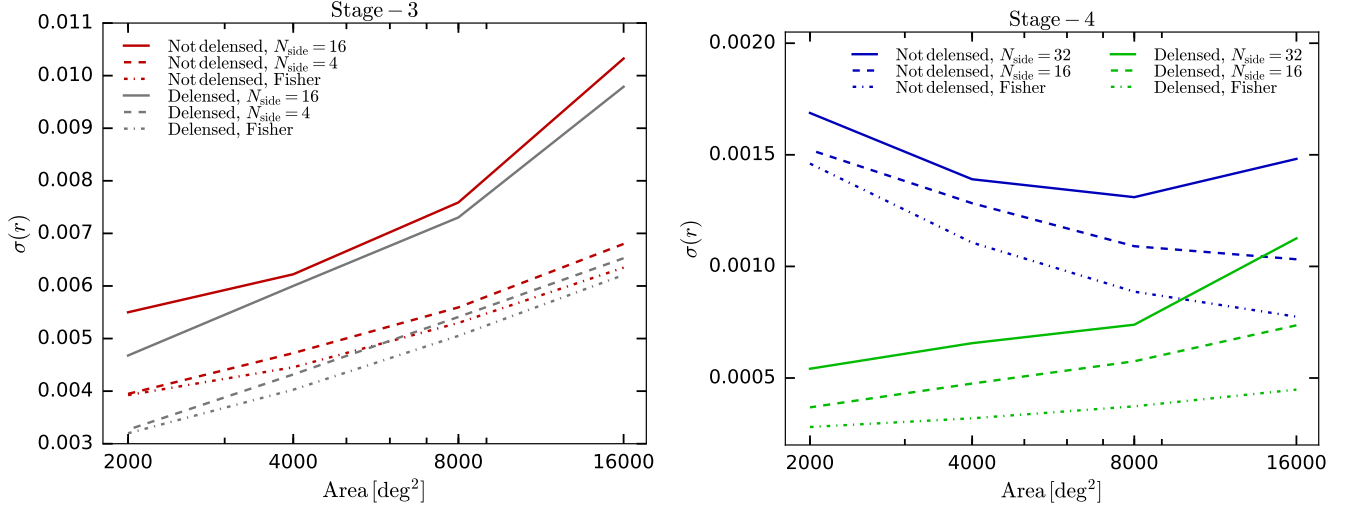 Stage − 3
0.011
0.010
0.009
0.008
0.007
0.006
0.005
0.004
0.003
σ(r)
Not delensed, N_side = 16
Not delensed, N_side = 4
Not delensed, Fisher
Delensed, N_side = 16
Delensed, N_side = 4
Delensed, Fisher
2000 4000 8000 16000
Area [deg²]
Stage − 4
0.0020
0.0015
0.0010
0.0005
σ(r)
Not delensed, N_side = 32
Not delensed, N_side = 16
Not delensed, Fisher
Delensed, N_side = 32
Delensed, N_side = 16
Delensed, Fisher
2000 4000 8000 16000
Area [deg²]